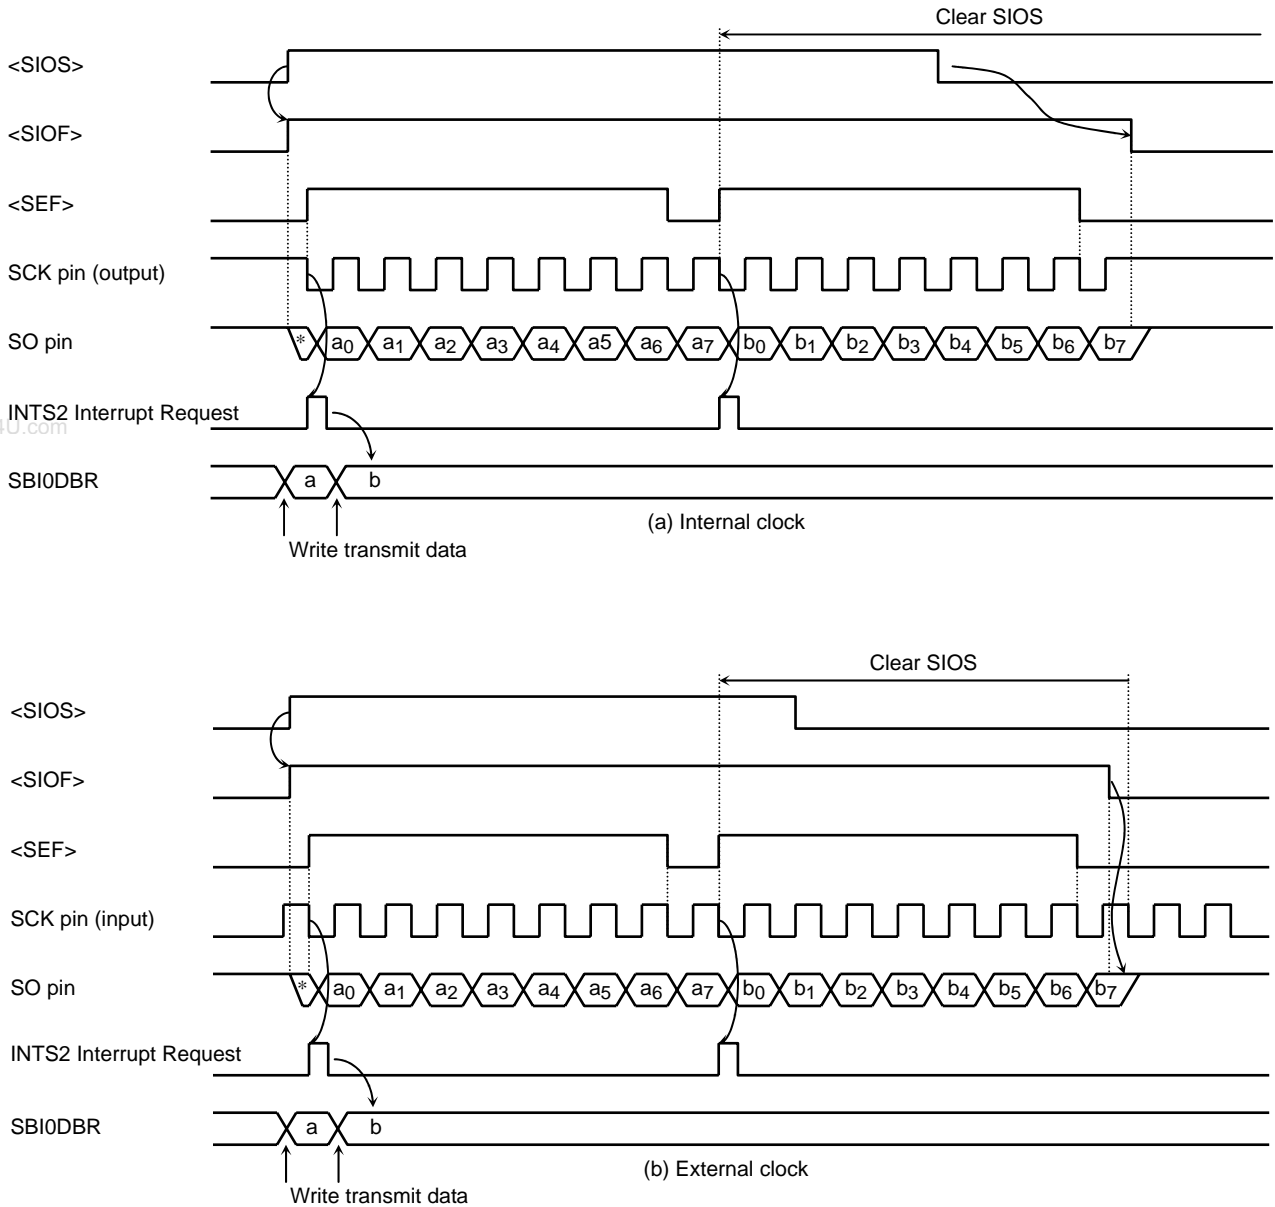 Clear SIOS
<SIOS>
<SIOF>
<SEF>
SCK pin (output)
SO pin
* a0 a1 a2 a3 a4 a5 a6 a7 b0 b1 b2 b3 b4 b5 b6 b7
INTS2 Interrupt Request
4U.com
SBI0DBR
a b
(a) Internal clock
Write transmit data
Clear SIOS
<SIOS>
<SIOF>
<SEF>
SCK pin (input)
SO pin
* a0 a1 a2 a3 a4 a5 a6 a7 b0 b1 b2 b3 b4 b5 b6 b7
INTS2 Interrupt Request
SBI0DBR
a b
(b) External clock
Write transmit data